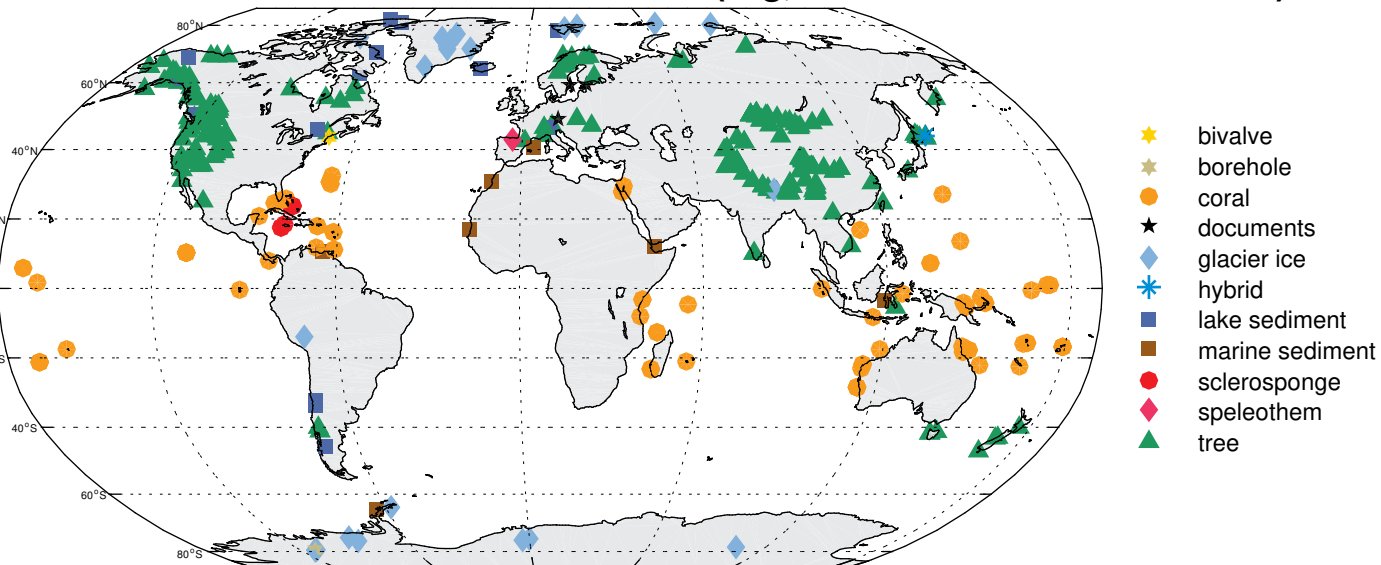 80°N
60°N
40°N
N
S
40°S
60°S
80°S
bivalve
borehole
coral
documents
glacier ice
hybrid
lake sediment
marine sediment
sclerosponge
speleothem
tree